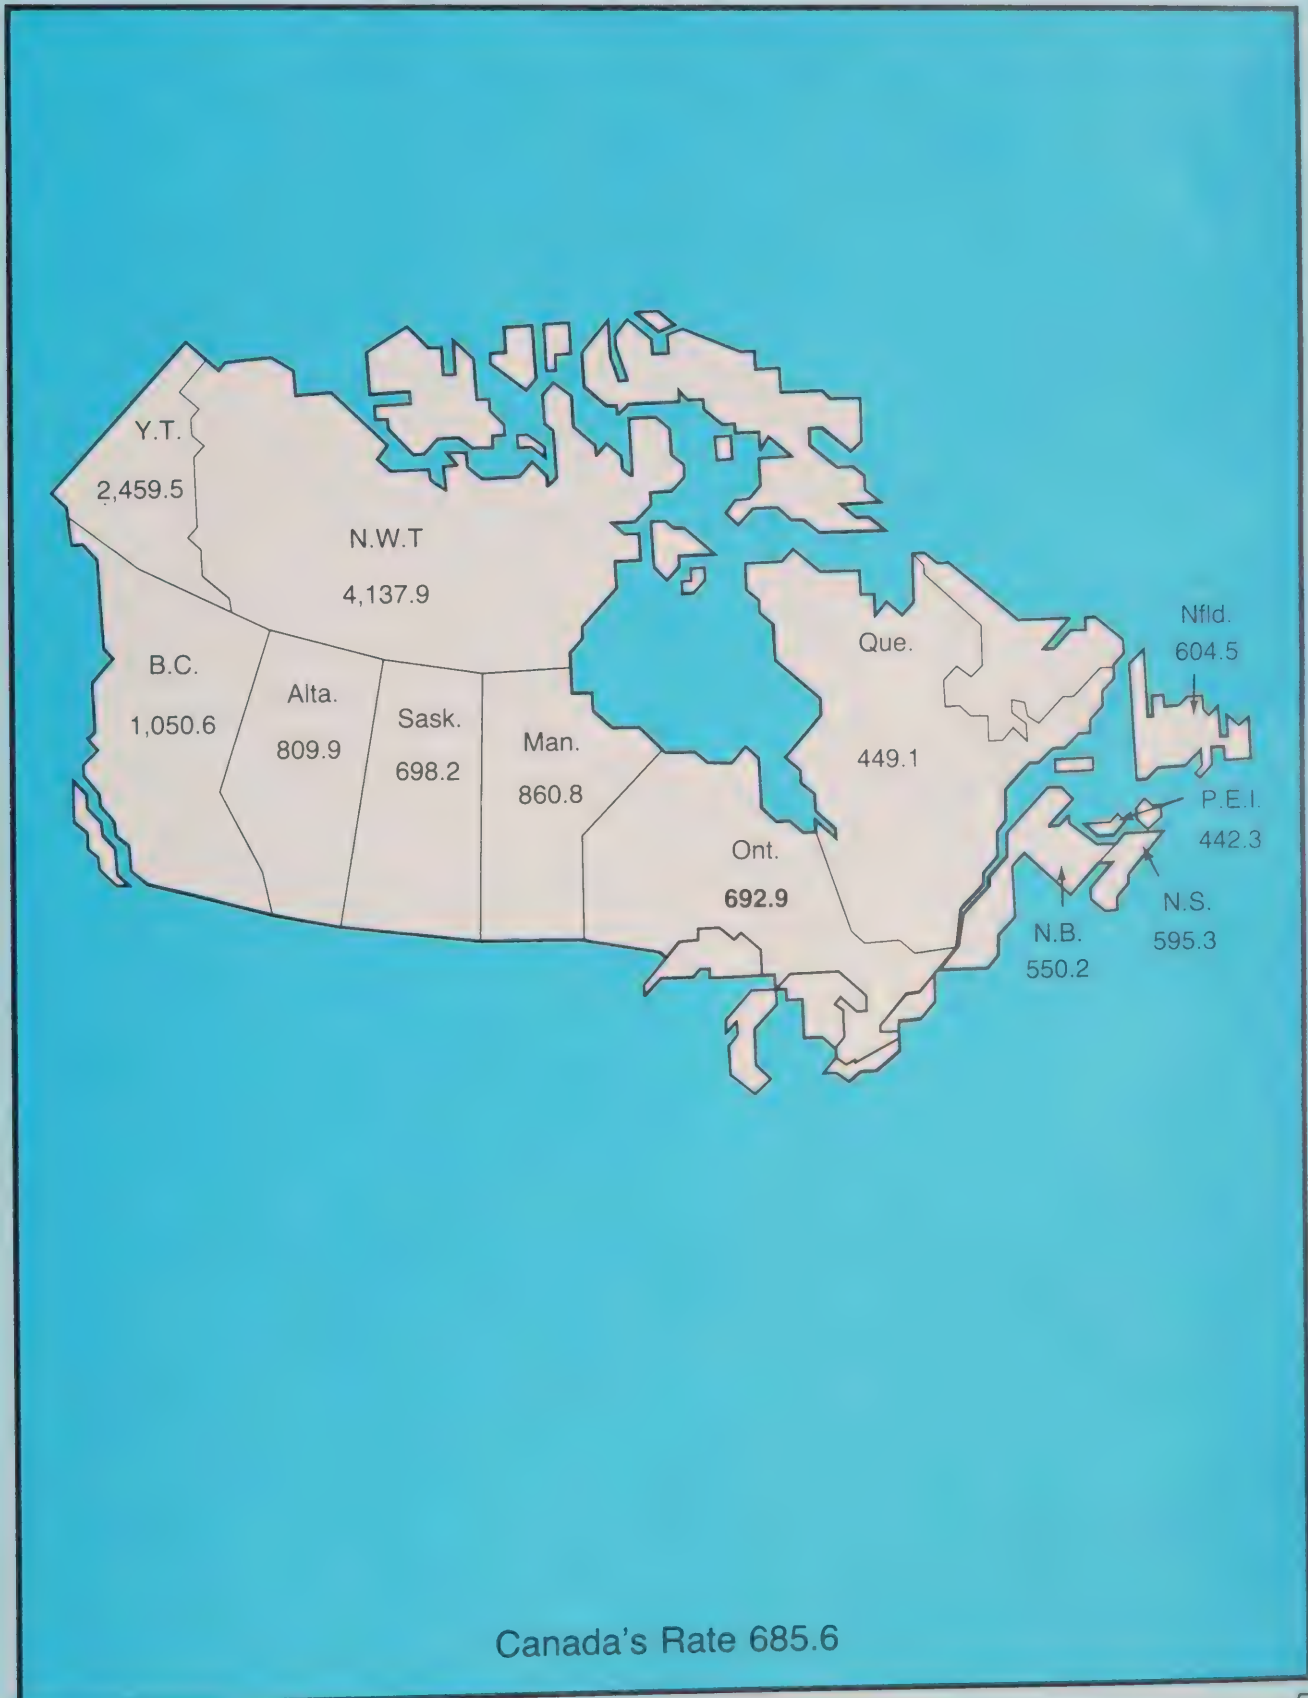 Y.T.
2,459.5
N.W.T
4,137.9
B.C.
1,050.6
Alta.
809.9
Sask.
698.2
Man.
860.8
Ont.
692.9
Que.
449.1
Nfld.
604.5
P.E.I.
442.3
N.S.
595.3
N.B.
550.2
Canada's Rate 685.6